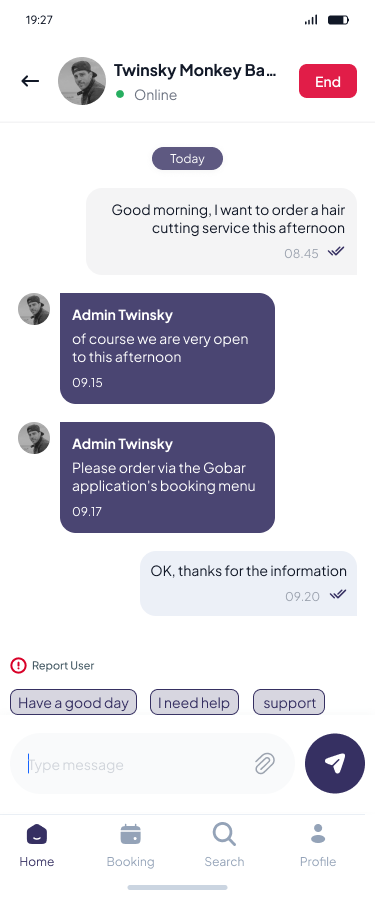 19:27
Twinsky Monkey Ba...
Online
End
Today
Good morning, I want to order a hair
cutting service this afternoon
08.45
Admin Twinsky
of course we are very open
to this afternoon
09.15
Admin Twinsky
Please order via the Gobar
application's booking menu
09.17
OK, thanks for the information
09.20
Report User
Have a good day
I need help
support
Type message
Home
Booking
Search
Profile